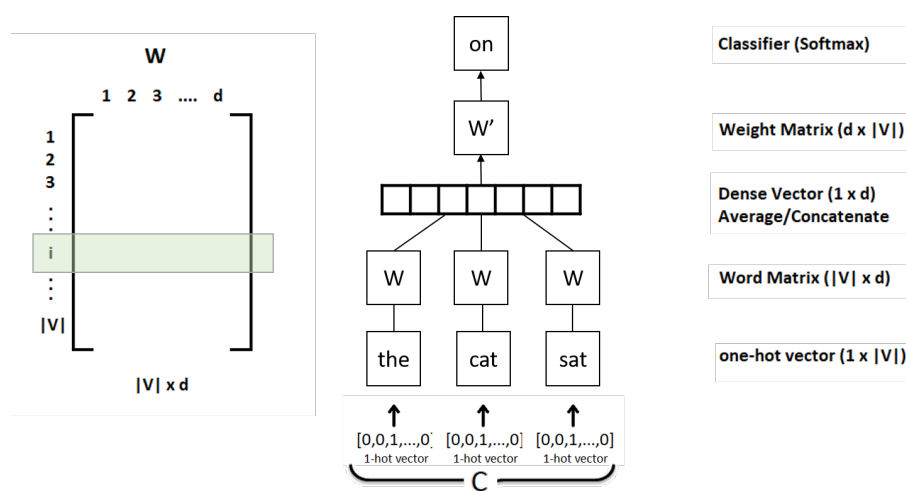 W
1 2 3 .... d
1
2
3
i
|V|
|V| x d
on
W’
W W W
the cat sat
[0,0,1,...,0] [0,0,1,...,0] [0,0,1,...,0]
1-hot vector 1-hot vector 1-hot vector
C
Classifier (Softmax)
Weight Matrix (d x |V|)
Dense Vector (1 x d)
Average/Concatenate
Word Matrix (|V| x d)
one-hot vector (1 x |V|)